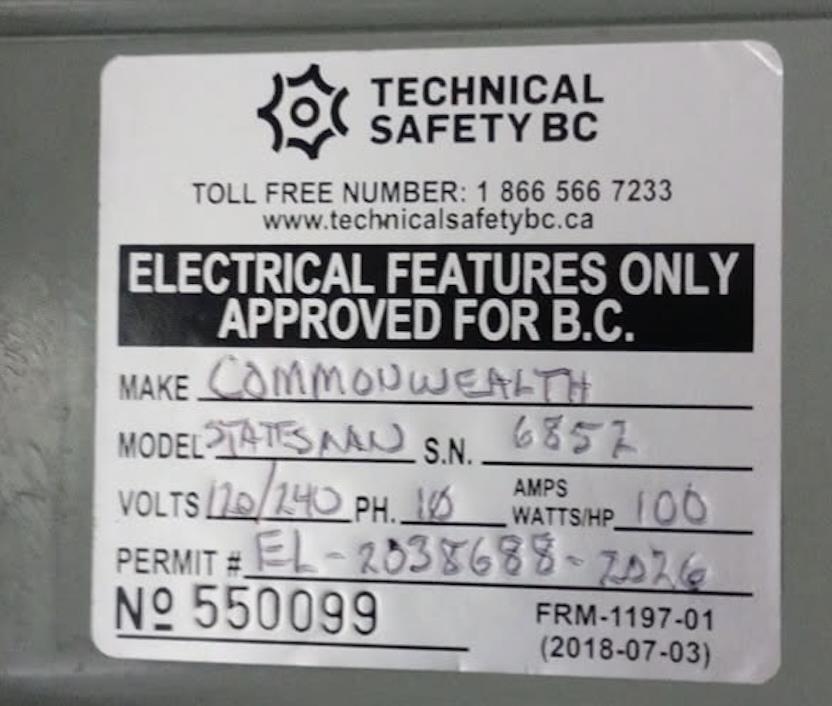 TECHNICAL
SAFETY BC
TOLL FREE NUMBER: 1 866 566 7233
www.technicalsafetybc.ca
ELECTRICAL FEATURES ONLY
APPROVED FOR B.C.
MAKE COMMONWEALTH
MODEL STATESMAN S.N. 6852
VOLTS 120/240 PH. 1Ø AMPS WATTS/HP 100
PERMIT # EL-2038688-2026
Nº 550099 FRM-1197-01
(2018-07-03)